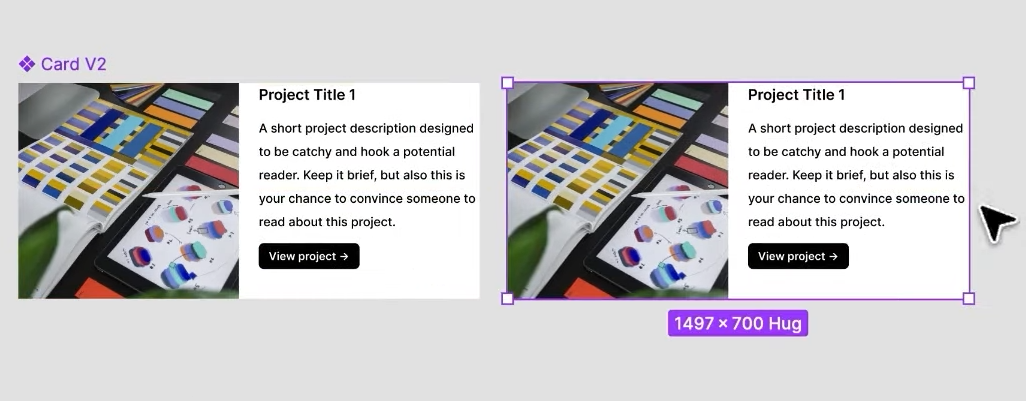 Card V2
Project Title 1
A short project description designed
to be catchy and hook a potential
reader. Keep it brief, but also this is
your chance to convince someone to
read about this project.
View project →
Project Title 1
A short project description designed
to be catchy and hook a potential
reader. Keep it brief, but also this is
your chance to convince someone to
read about this project.
View project →
1497 × 700 Hug